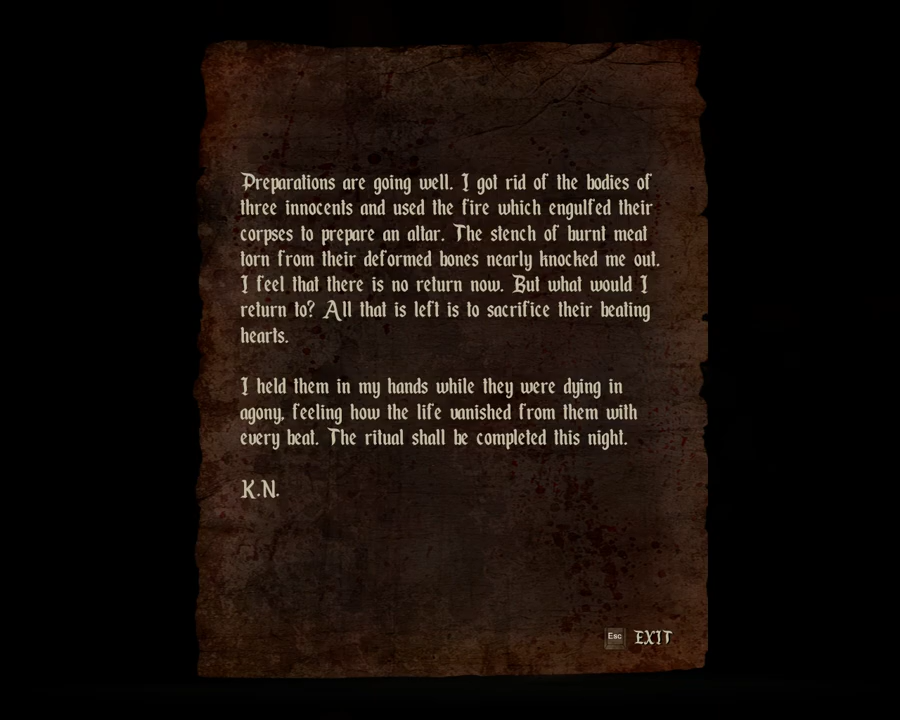 Preparations are going well. I got rid of the bodies of
three innocents and used the fire which engulfed their
corpses to prepare an altar. The stench of burnt meat
torn from their deformed bones nearly knocked me out.
I feel that there is no return now. But what would I
return to? All that is left is to sacrifice their beating
hearts.
I held them in my hands while they were dying in
agony, feeling how the life vanished from them with
every beat. The ritual shall be completed this night.
K.N.
Esc EXIT